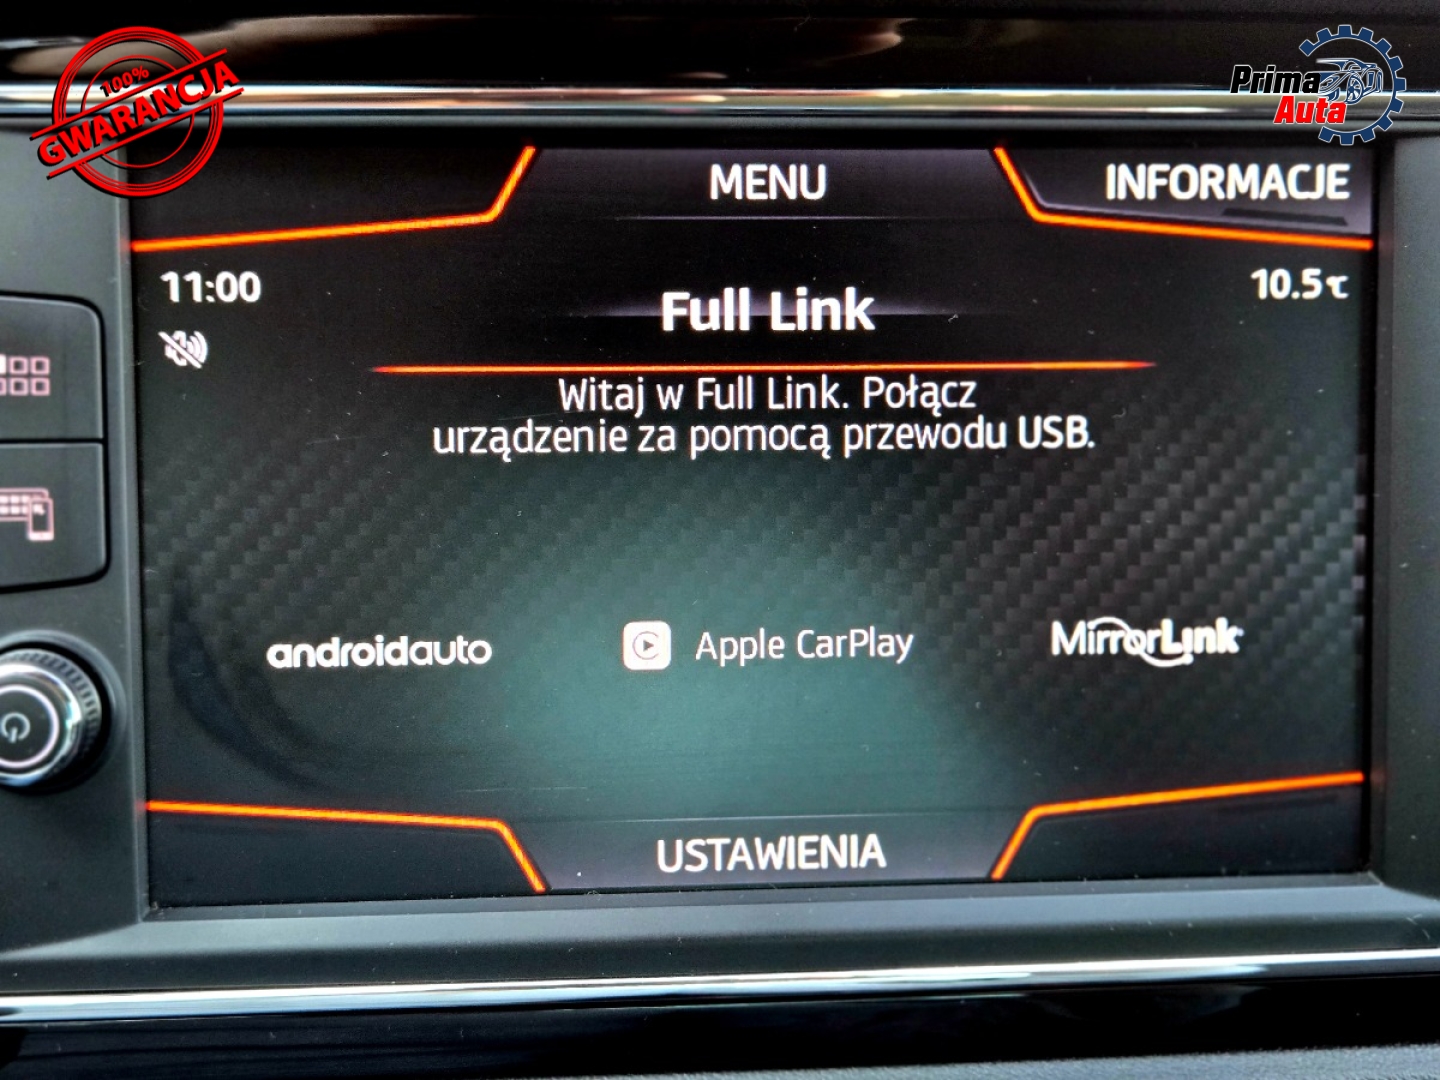 100%
GWARANCJA
Prima
Auta
MENU
INFORMACJE
11:00
10.5℃
Full Link
Witaj w Full Link. Połącz
urządzenie za pomocą przewodu USB.
androidauto
Apple CarPlay
MirrorLink
USTAWIENIA